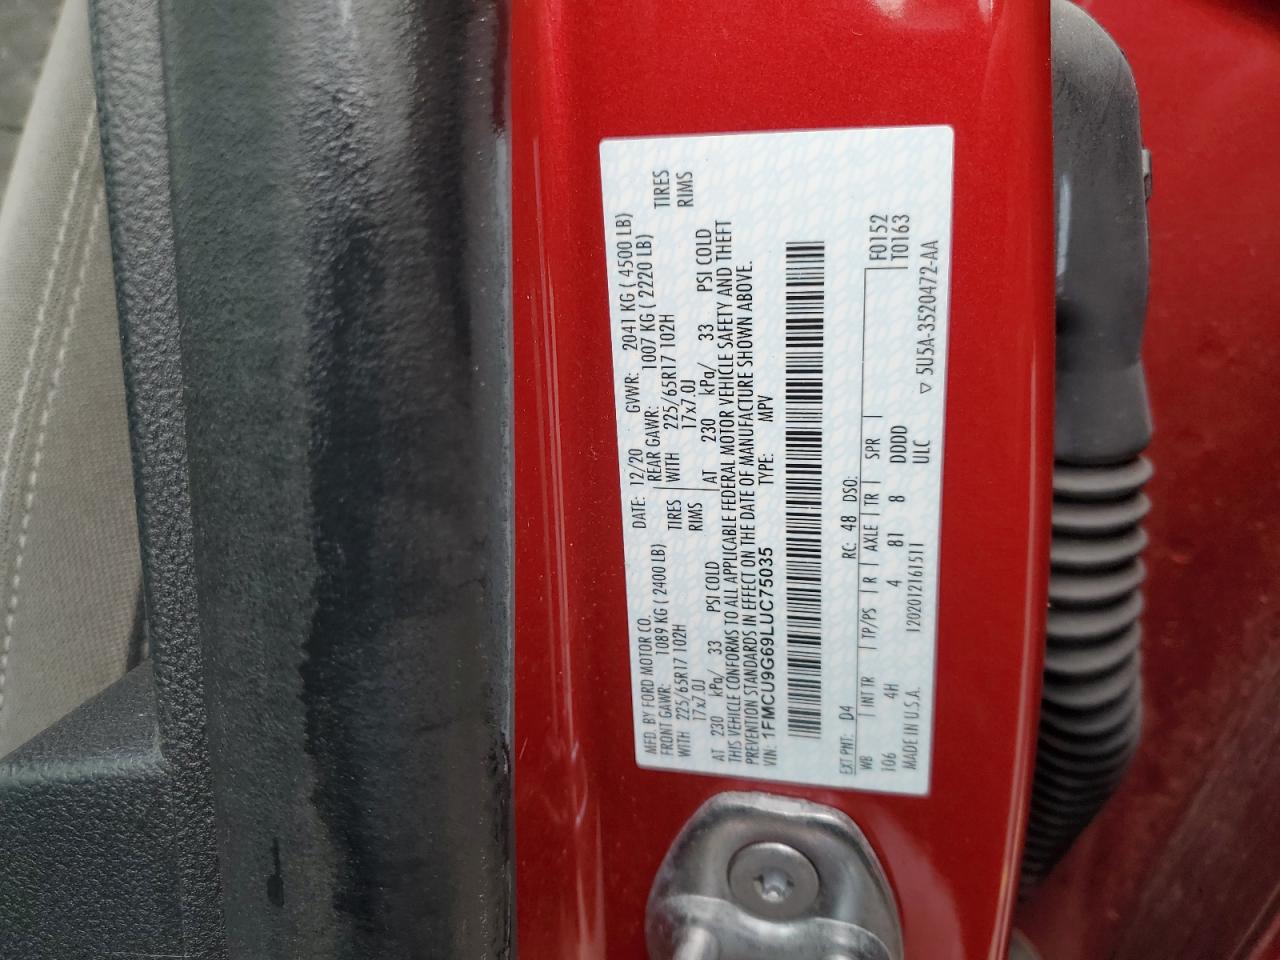 MFD. BY FORD MOTOR CO.
DATE: 12/20 GVWR: 2041 KG ( 4500 LB)
FRONT GAWR: 1089 KG ( 2400 LB) REAR GAWR: 1007 KG ( 2220 LB)
WITH 225/65R17 102H TIRES WITH 225/65R17 102H TIRES
17x7.0J RIMS 17x7.0J RIMS
AT 230 kPa/ 33 PSI COLD AT 230 kPa/ 33 PSI COLD
THIS VEHICLE CONFORMS TO ALL APPLICABLE FEDERAL MOTOR VEHICLE SAFETY AND THEFT
PREVENTION STANDARDS IN EFFECT ON THE DATE OF MANUFACTURE SHOWN ABOVE.
VIN: 1FMCU9G69LUC75035 TYPE: MPV
EXT PNT: D4 RC: 48 DSO:
WB INT TR TP/PS R AXLE TR SPR F0152
106 4H 4 81 8 DDDD T0163
MADE IN U.S.A. 12020121615​11 ULC ▽ 5U5A-3520472-AA